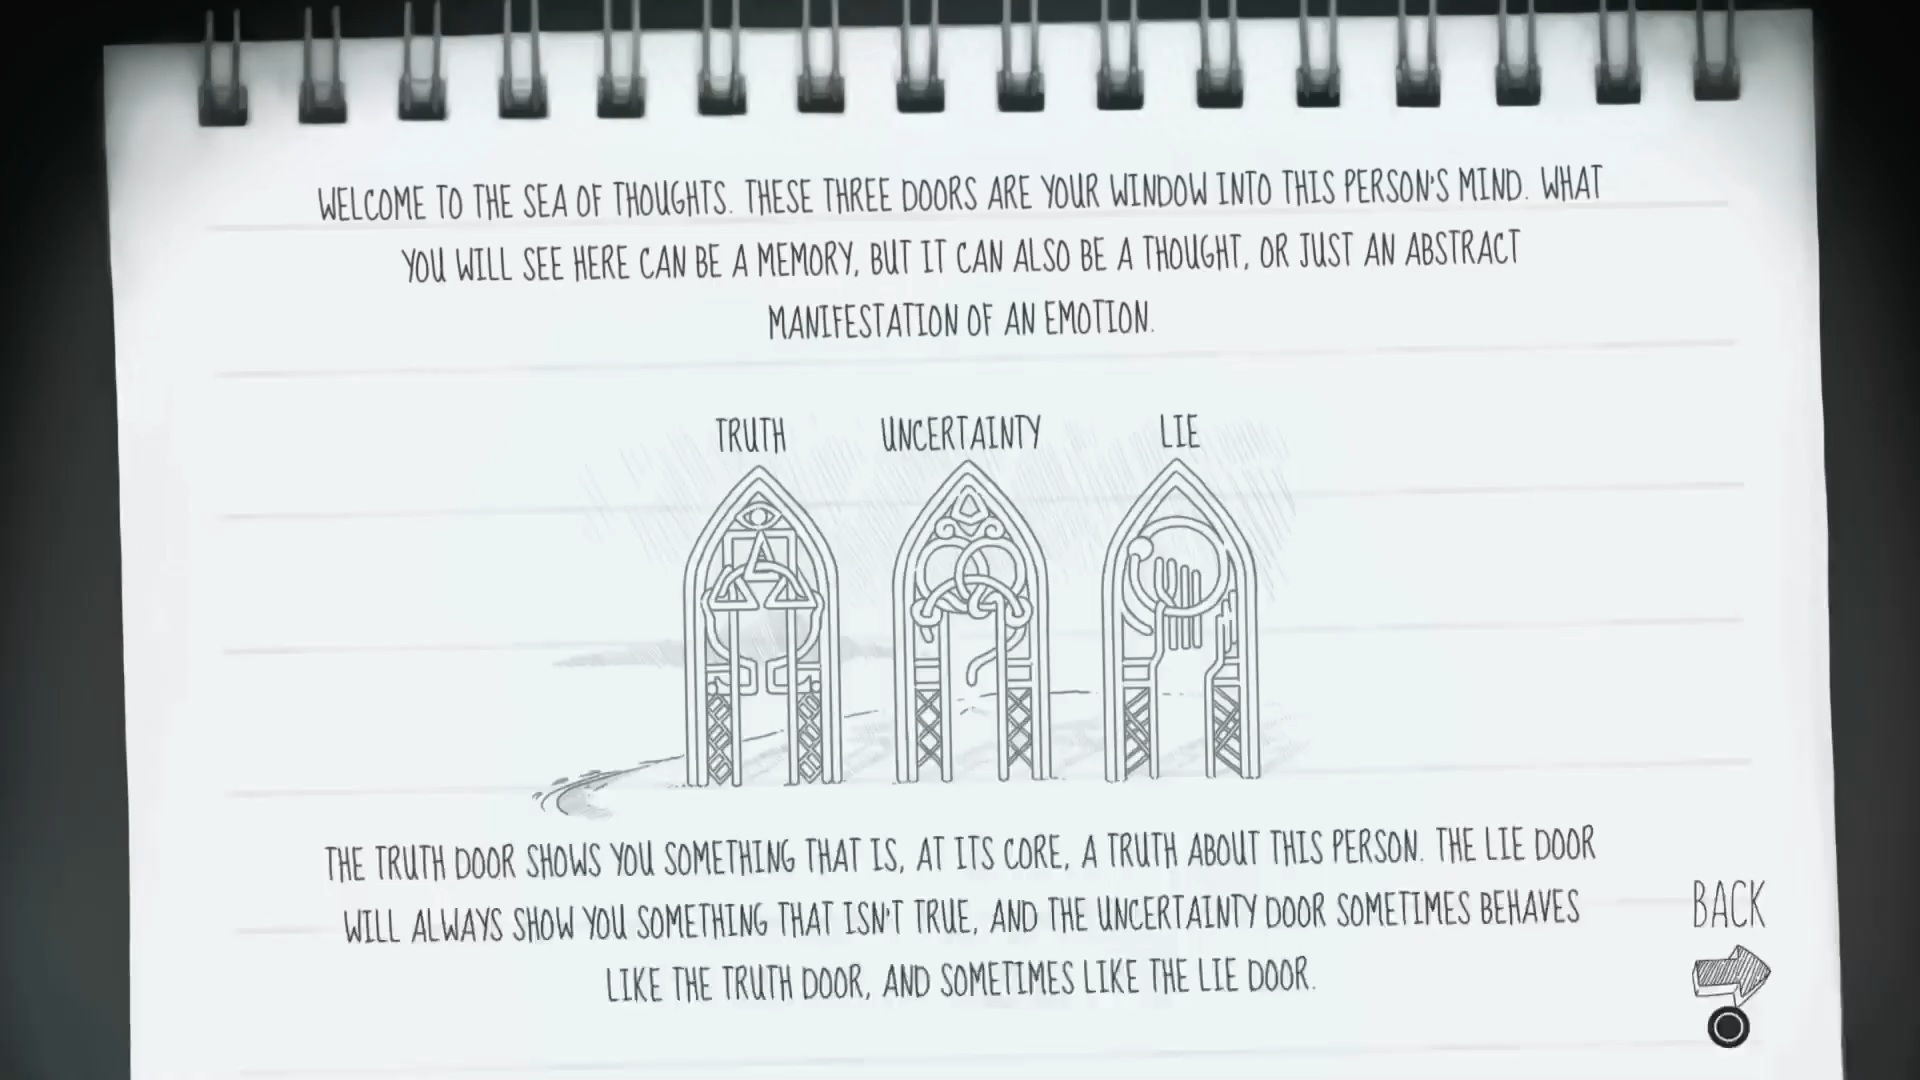 WELCOME TO THE SEA OF THOUGHTS. THESE THREE DOORS ARE YOUR WINDOW INTO THIS PERSON'S MIND. WHAT
YOU WILL SEE HERE CAN BE A MEMORY, BUT IT CAN ALSO BE A THOUGHT, OR JUST AN ABSTRACT
MANIFESTATION OF AN EMOTION.
TRUTH UNCERTAINTY LIE
THE TRUTH DOOR SHOWS YOU SOMETHING THAT IS, AT ITS CORE, A TRUTH ABOUT THIS PERSON. THE LIE DOOR
WILL ALWAYS SHOW YOU SOMETHING THAT ISN'T TRUE, AND THE UNCERTAINTY DOOR SOMETIMES BEHAVES
LIKE THE TRUTH DOOR, AND SOMETIMES LIKE THE LIE DOOR.
BACK